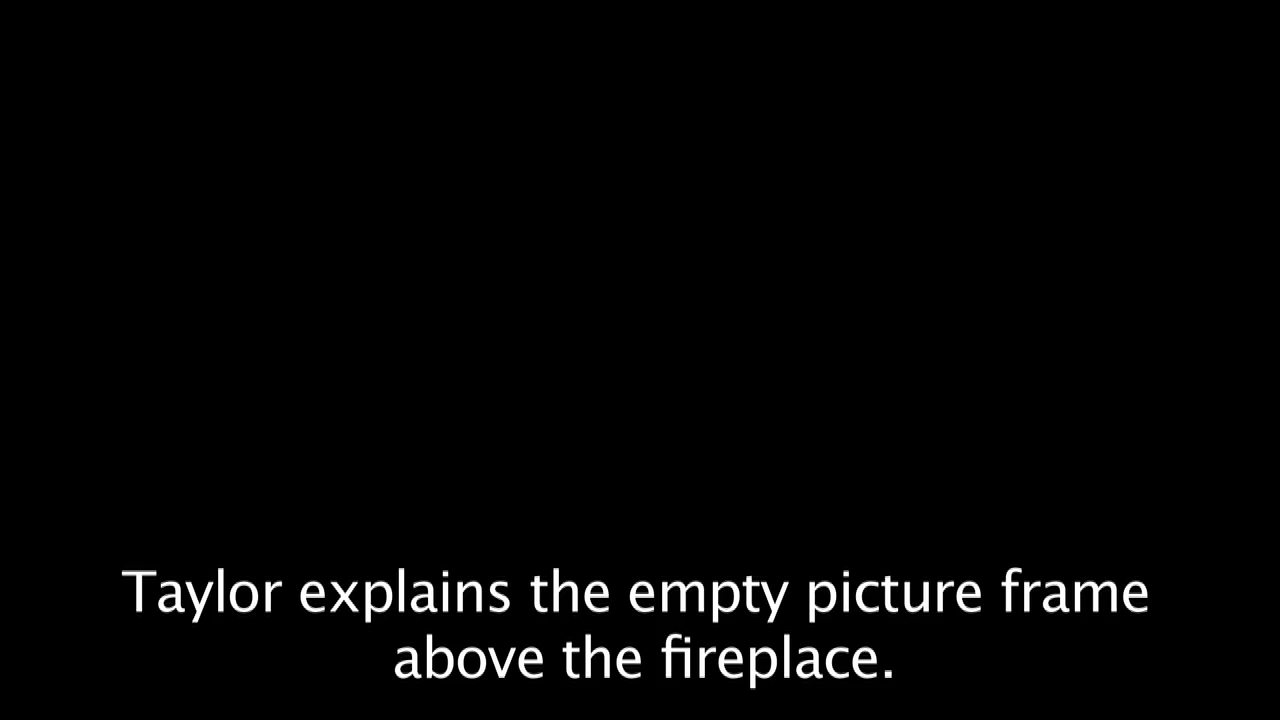 Taylor explains the empty picture frame
above the fireplace.